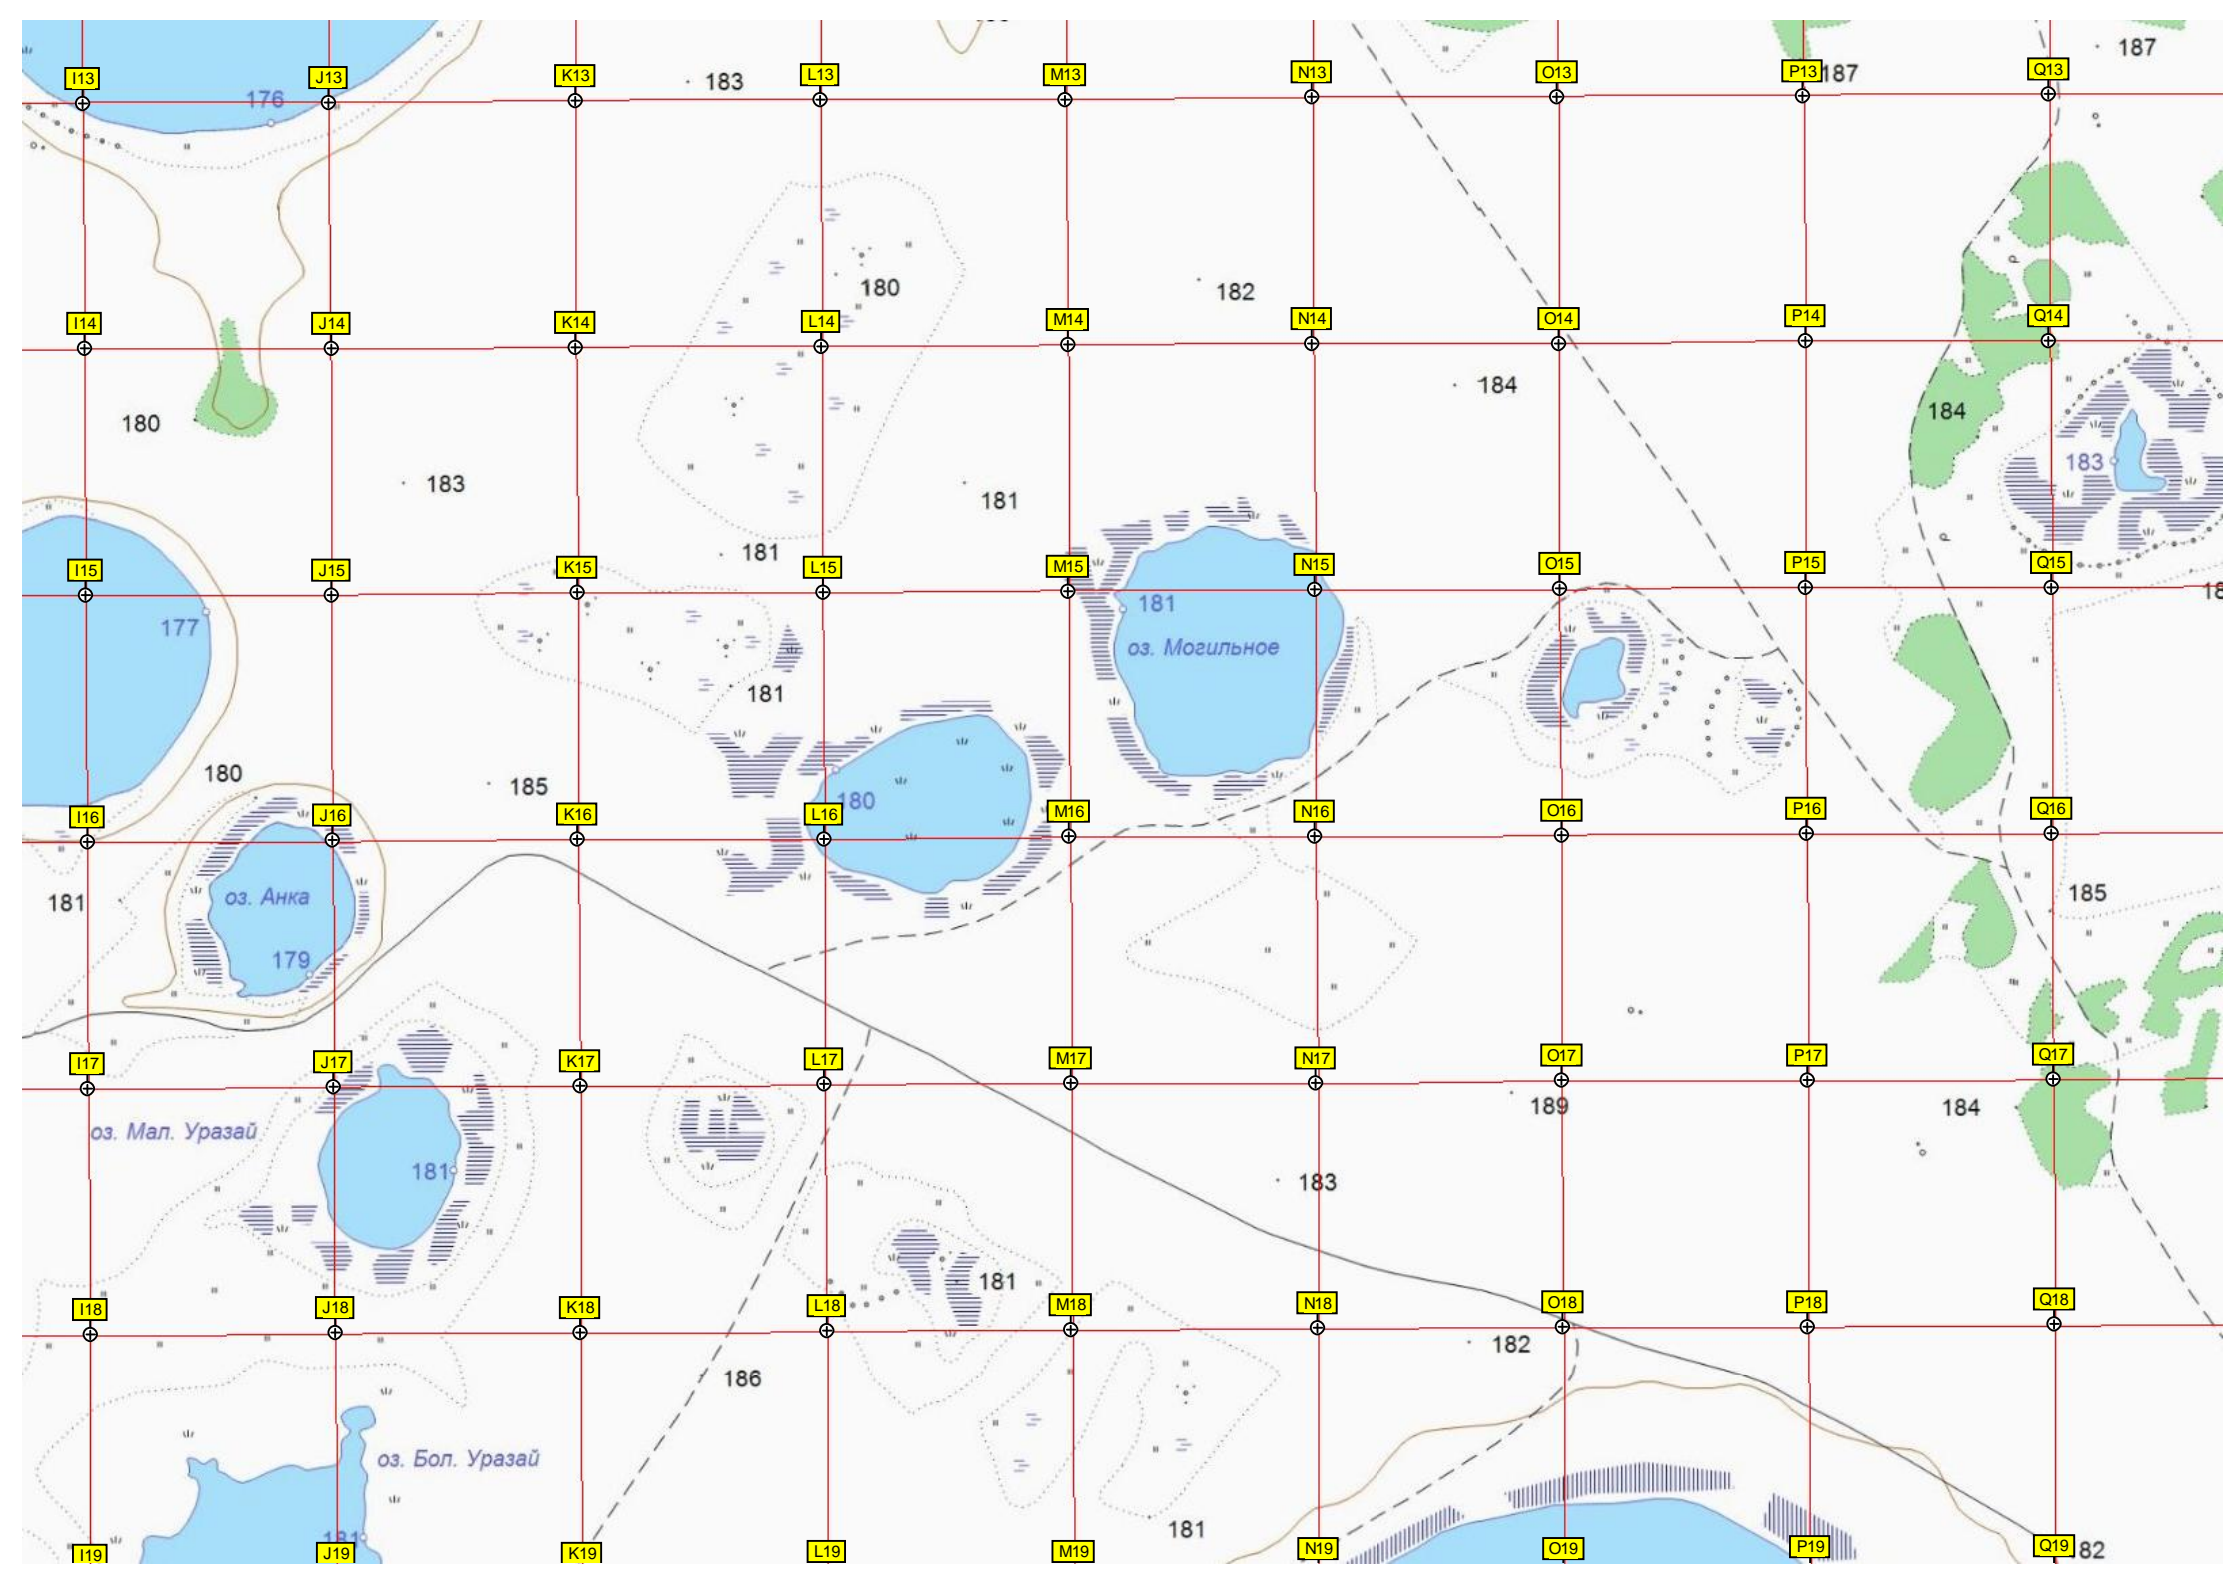 187
I13 J13 K13 183 L13 M13 N13 O13 P13 187 Q13
176
180 182
I14 J14 K14 L14 M14 N14 O14 P14 Q14
184
180 184
183 181 183
181
I15 J15 K15 L15 M15 N15 O15 P15 Q15
181
177 оз. Могильное
181
180 185
180
I16 J16 K16 L16 M16 N16 O16 P16 Q16
181 оз. Анка 185
179
I17 J17 K17 L17 M17 N17 O17 P17 Q17
189 184
оз. Мал. Уразай
181 183
181
I18 J18 K18 L18 M18 N18 O18 P18 Q18
182
186
оз. Бол. Уразай
181 181
I19 J19 K19 L19 M19 N19 O19 P19 Q19 82